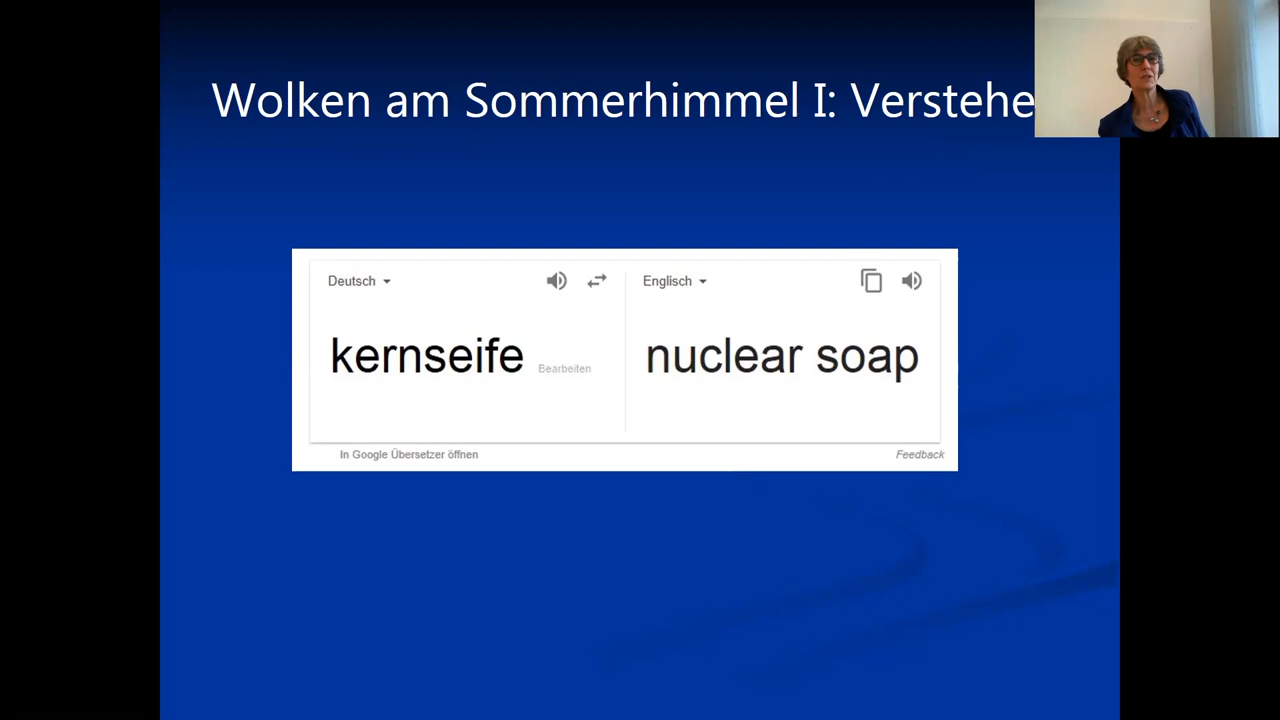 Wolken am Sommerhimmel I: Verstehe
Deutsch
Englisch
kernseife Bearbeiten
nuclear soap
In Google Übersetzer öffnen
Feedback